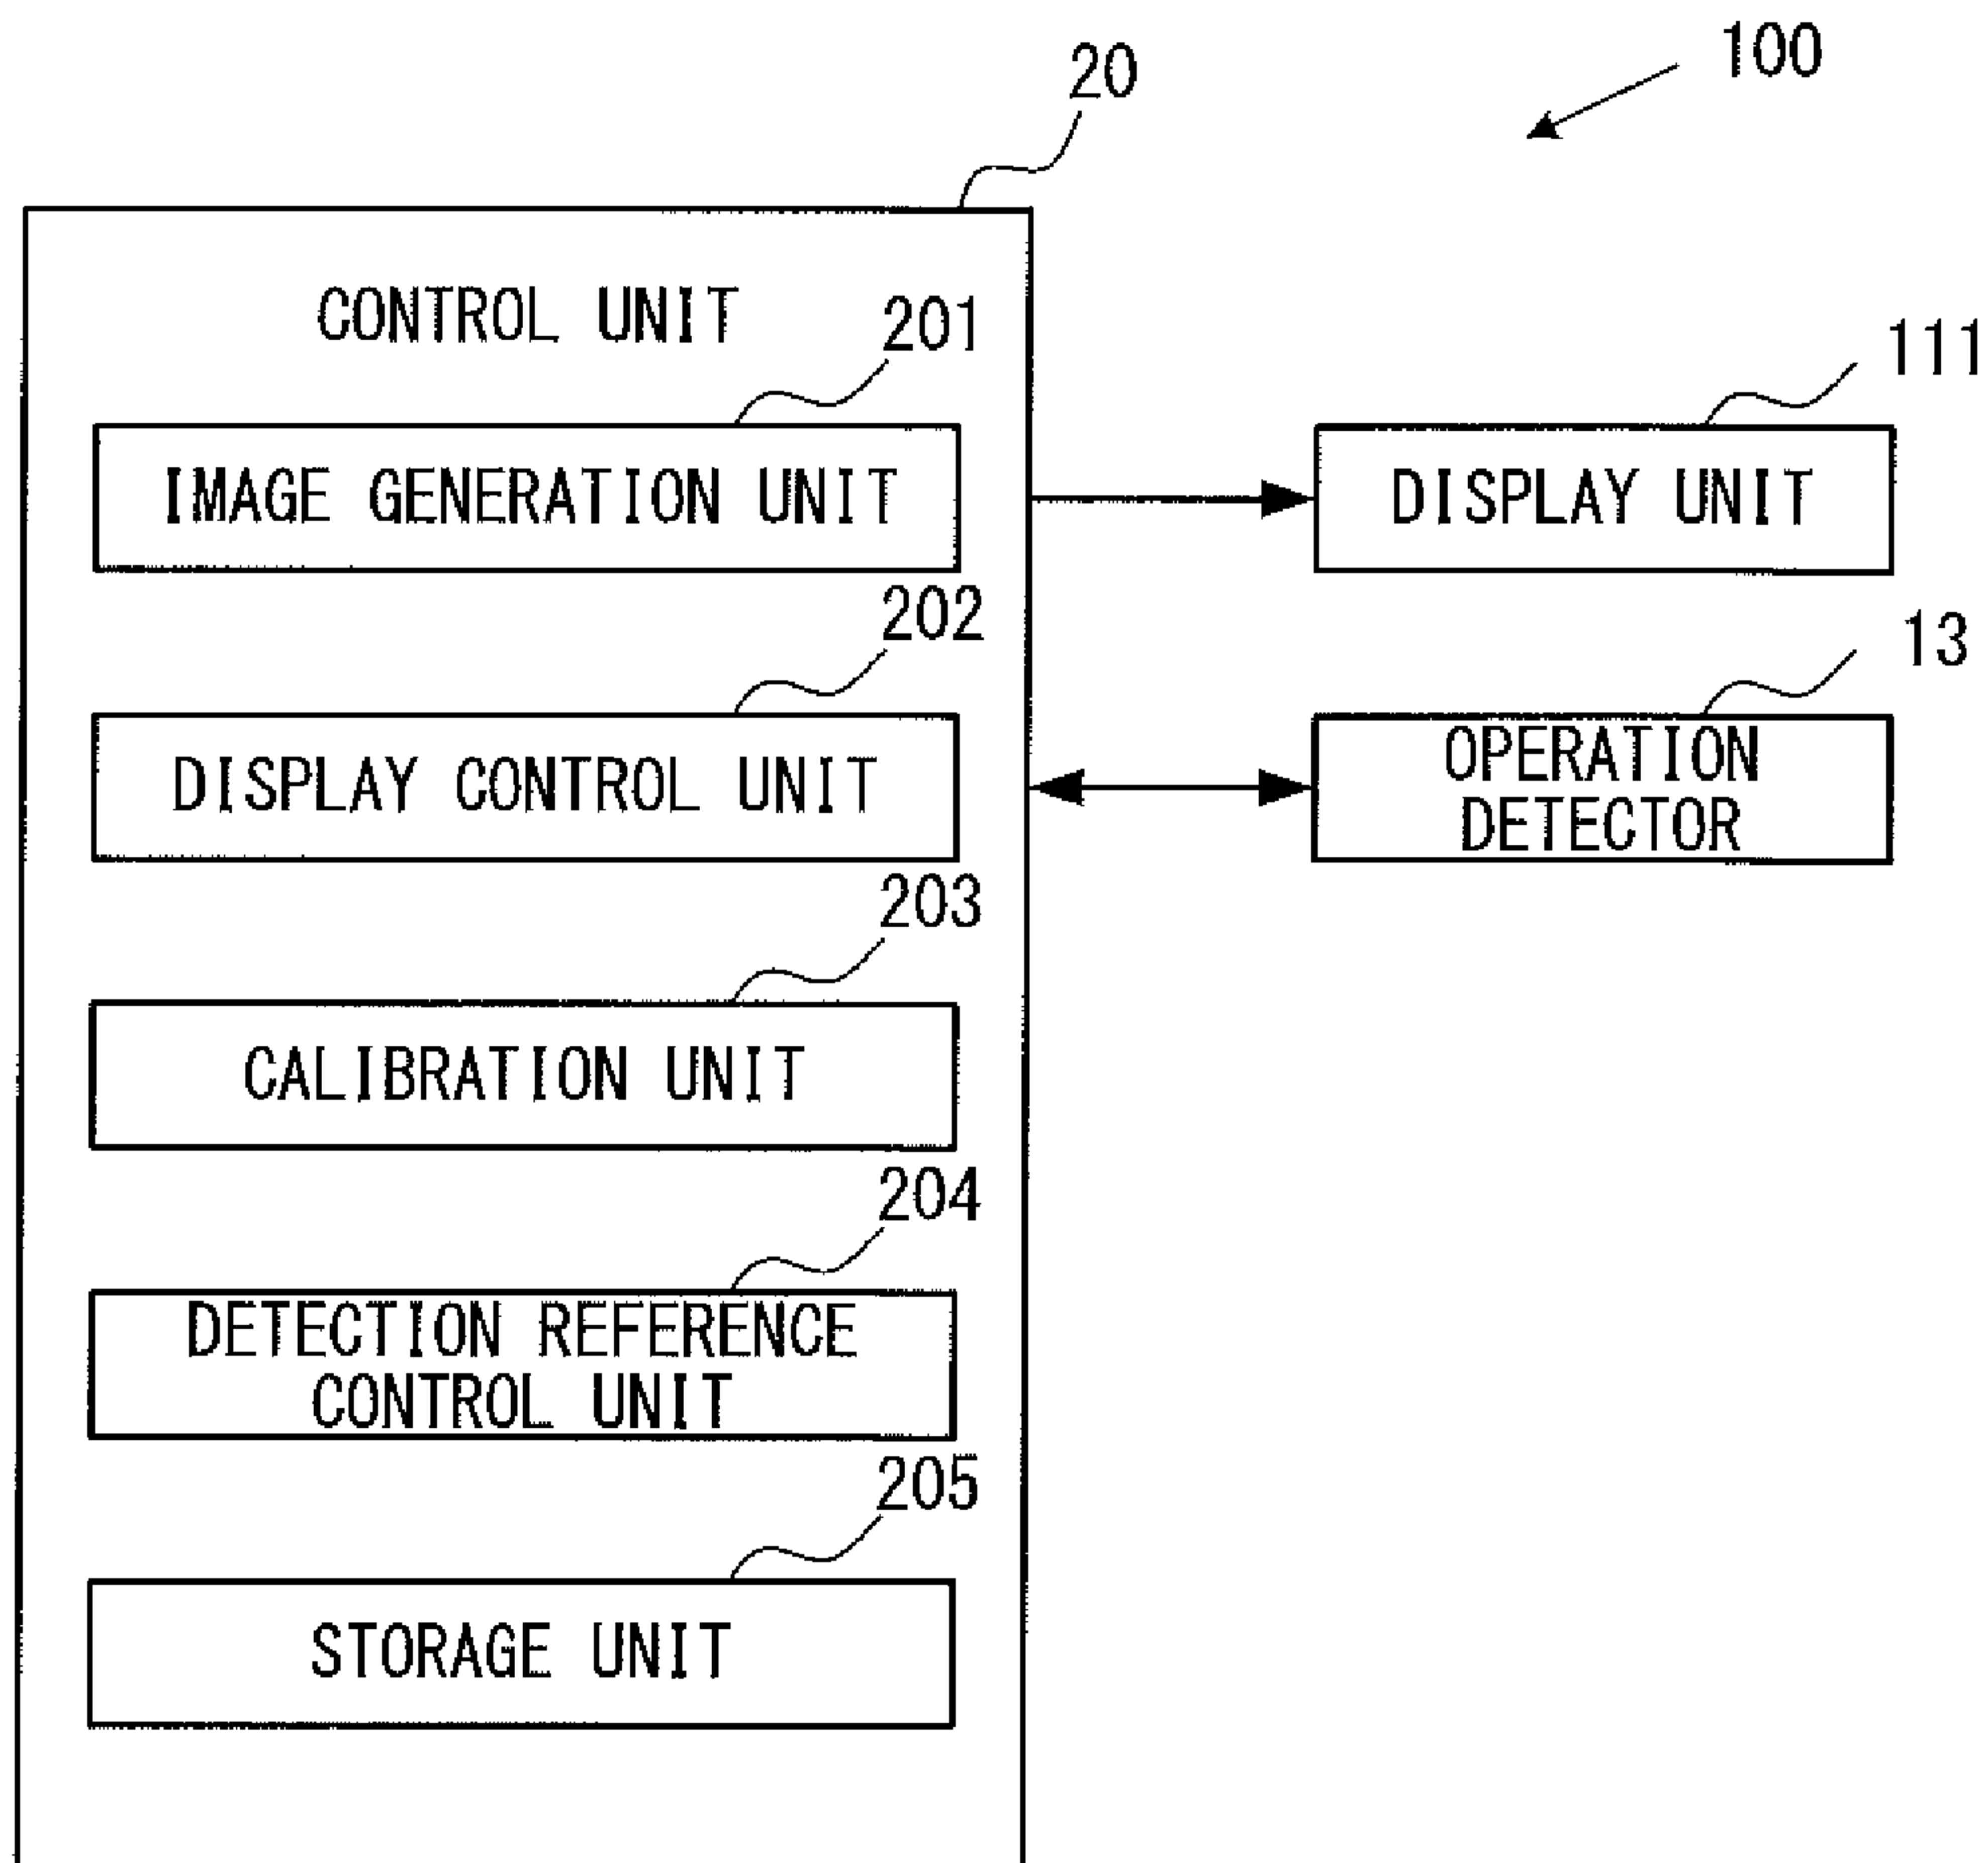 100
20
CONTROL UNIT
201
IMAGE GENERATION UNIT
111
DISPLAY UNIT
202
DISPLAY CONTROL UNIT
13
OPERATION
DETECTOR
203
CALIBRATION UNIT
204
DETECTION REFERENCE
CONTROL UNIT
205
STORAGE UNIT